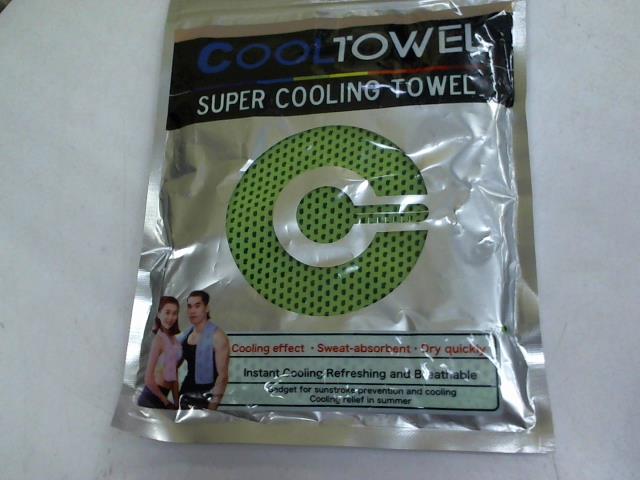 COOLTOWEL
SUPER COOLING TOWEL
Cooling effect · Sweat-absorbent · Dry quickly
Instant Cooling Refreshing and Breathable
Gadget for sunstroke prevention and cooling
Cooling relief in summer